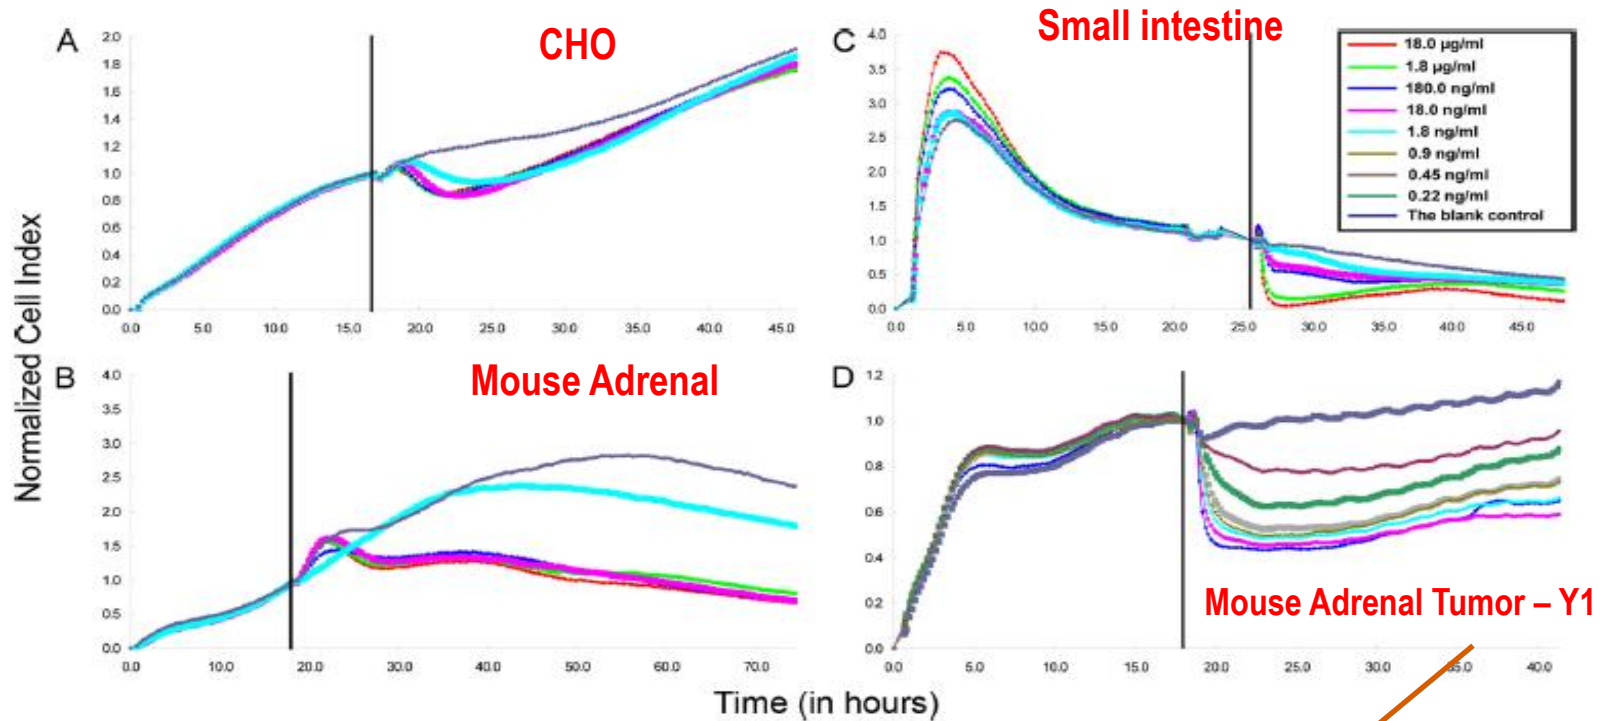 A
CHO
2.0
1.8
1.6
1.4
1.2
1.0
0.8
0.6
0.4
0.2
0.0
0.0 5.0 10.0 15.0 20.0 25.0 30.0 35.0 40.0 45.0
C
Small intestine
4.0
3.5
3.0
2.5
2.0
1.5
1.0
0.5
0.0
0.0 5.0 10.0 15.0 20.0 25.0 30.0 35.0 40.0 45.0
18.0 µg/ml
1.8 µg/ml
180.0 ng/ml
18.0 ng/ml
1.8 ng/ml
0.9 ng/ml
0.45 ng/ml
0.22 ng/ml
The blank control
Normalized Cell Index
B
Mouse Adrenal
4.0
3.5
3.0
2.5
2.0
1.5
1.0
0.5
0.0
0.0 10.0 20.0 30.0 40.0 50.0 60.0 70.0
D
1.2
1.0
0.8
0.6
0.4
0.2
0.0
0.0 5.0 10.0 15.0 20.0 25.0 30.0 35.0 40.0
Mouse Adrenal Tumor – Y1
Time (in hours)